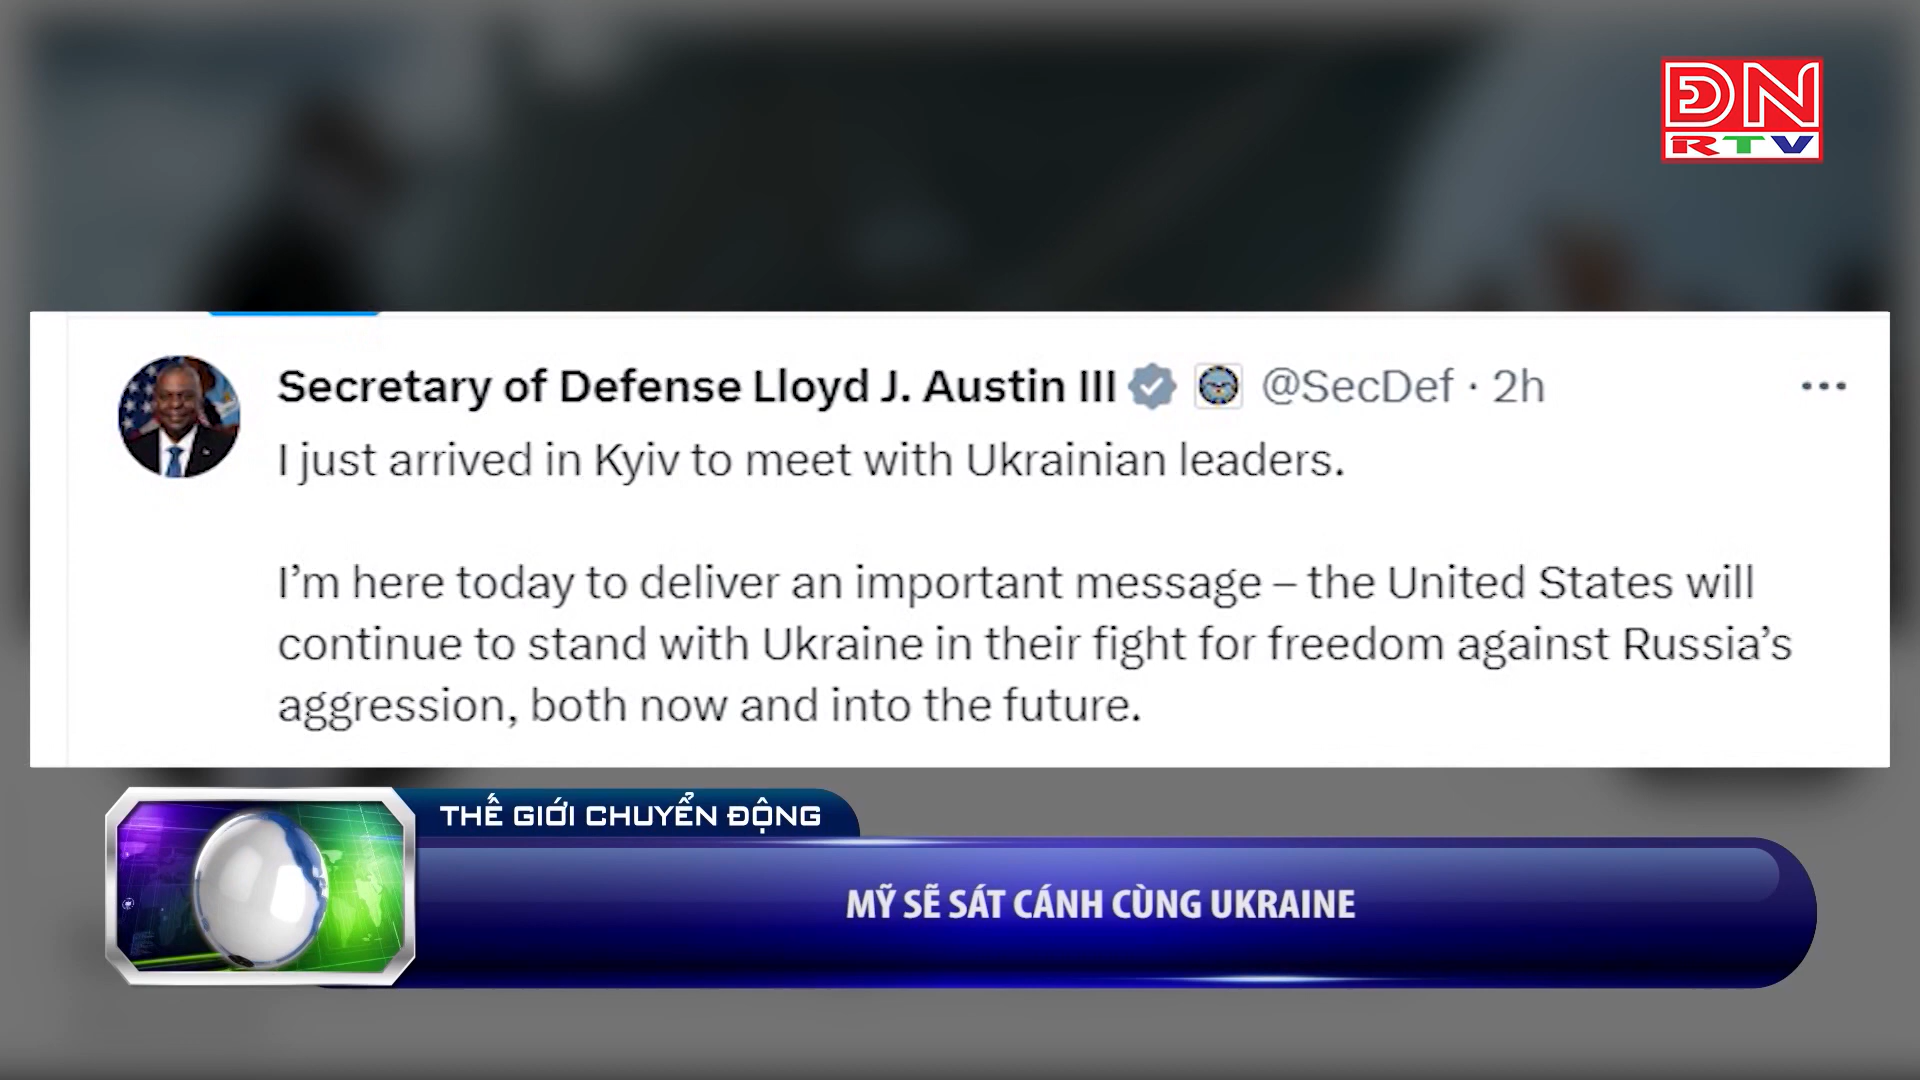 ĐN
RTV
Secretary of Defense Lloyd J. Austin III @SecDef · 2h
I just arrived in Kyiv to meet with Ukrainian leaders.
I’m here today to deliver an important message – the United States will
continue to stand with Ukraine in their fight for freedom against Russia’s
aggression, both now and into the future.
THẾ GIỚI CHUYỂN ĐỘNG
MỸ SẼ SÁT CÁNH CÙNG UKRAINE